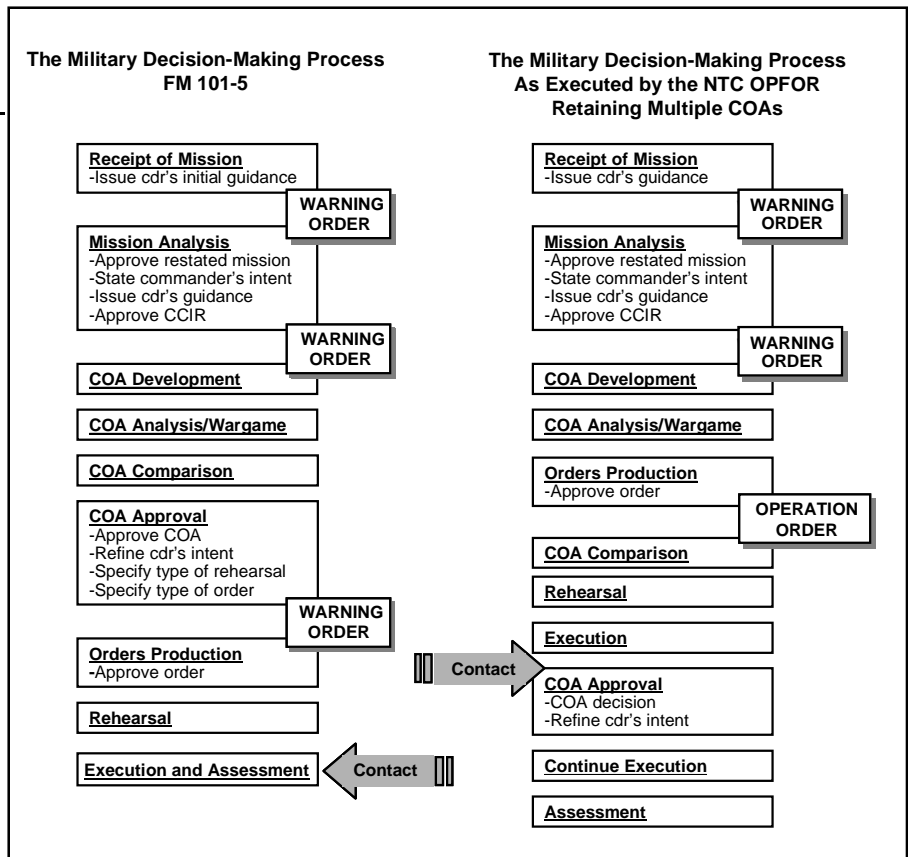 The Military Decision-Making Process
FM 101-5
Receipt of Mission
-Issue cdr's initial guidance
WARNING
ORDER
Mission Analysis
-Approve restated mission
-State commander's intent
-Issue cdr's guidance
-Approve CCIR
WARNING
ORDER
COA Development
COA Analysis/Wargame
COA Comparison
COA Approval
-Approve COA
-Refine cdr's intent
-Specify type of rehearsal
-Specify type of order
WARNING
ORDER
Orders Production
-Approve order
Rehearsal
Execution and Assessment
Contact
The Military Decision-Making Process
As Executed by the NTC OPFOR
Retaining Multiple COAs
Receipt of Mission
-Issue cdr's guidance
WARNING
ORDER
Mission Analysis
-Approve restated mission
-State commander's intent
-Issue cdr's guidance
-Approve CCIR
WARNING
ORDER
COA Development
COA Analysis/Wargame
Orders Production
-Approve order
OPERATION
ORDER
COA Comparison
Rehearsal
Execution
Contact
COA Approval
-COA decision
-Refine cdr's intent
Continue Execution
Assessment